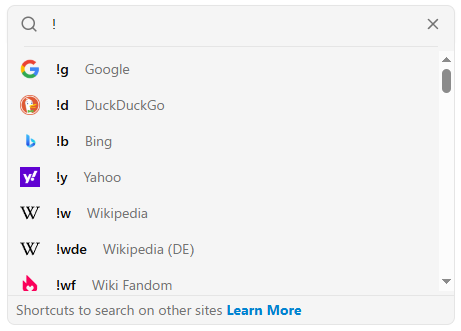 !
!g Google
!d DuckDuckGo
!b Bing
y! !y Yahoo
W !w Wikipedia
W !wde Wikipedia (DE)
!wf Wiki Fandom
Shortcuts to search on other sites Learn More